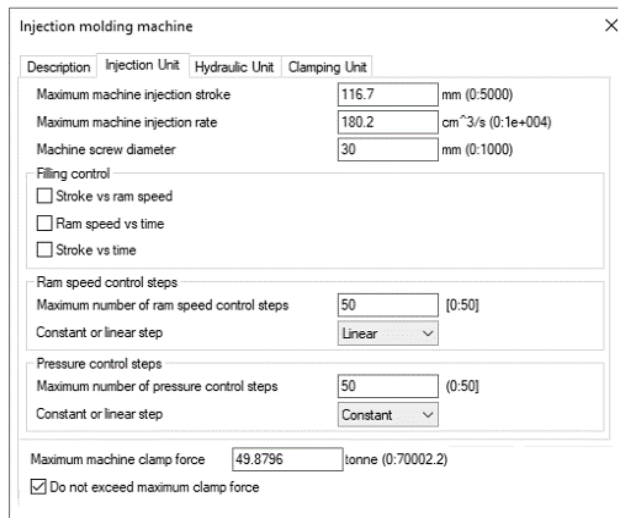 Injection molding machine
Description Injection Unit Hydraulic Unit Clamping Unit
Maximum machine injection stroke 116.7 mm (0:5000)
Maximum machine injection rate 180.2 cm^3/s (0:1e+004)
Machine screw diameter 30 mm (0:1000)
Filling control
Stroke vs ram speed
Ram speed vs time
Stroke vs time
Ram speed control steps
Maximum number of ram speed control steps 50 [0:50]
Constant or linear step Linear
Pressure control steps
Maximum number of pressure control steps 50 (0:50]
Constant or linear step Constant
Maximum machine clamp force 49.8796 tonne (0:70002.2)
Do not exceed maximum clamp force